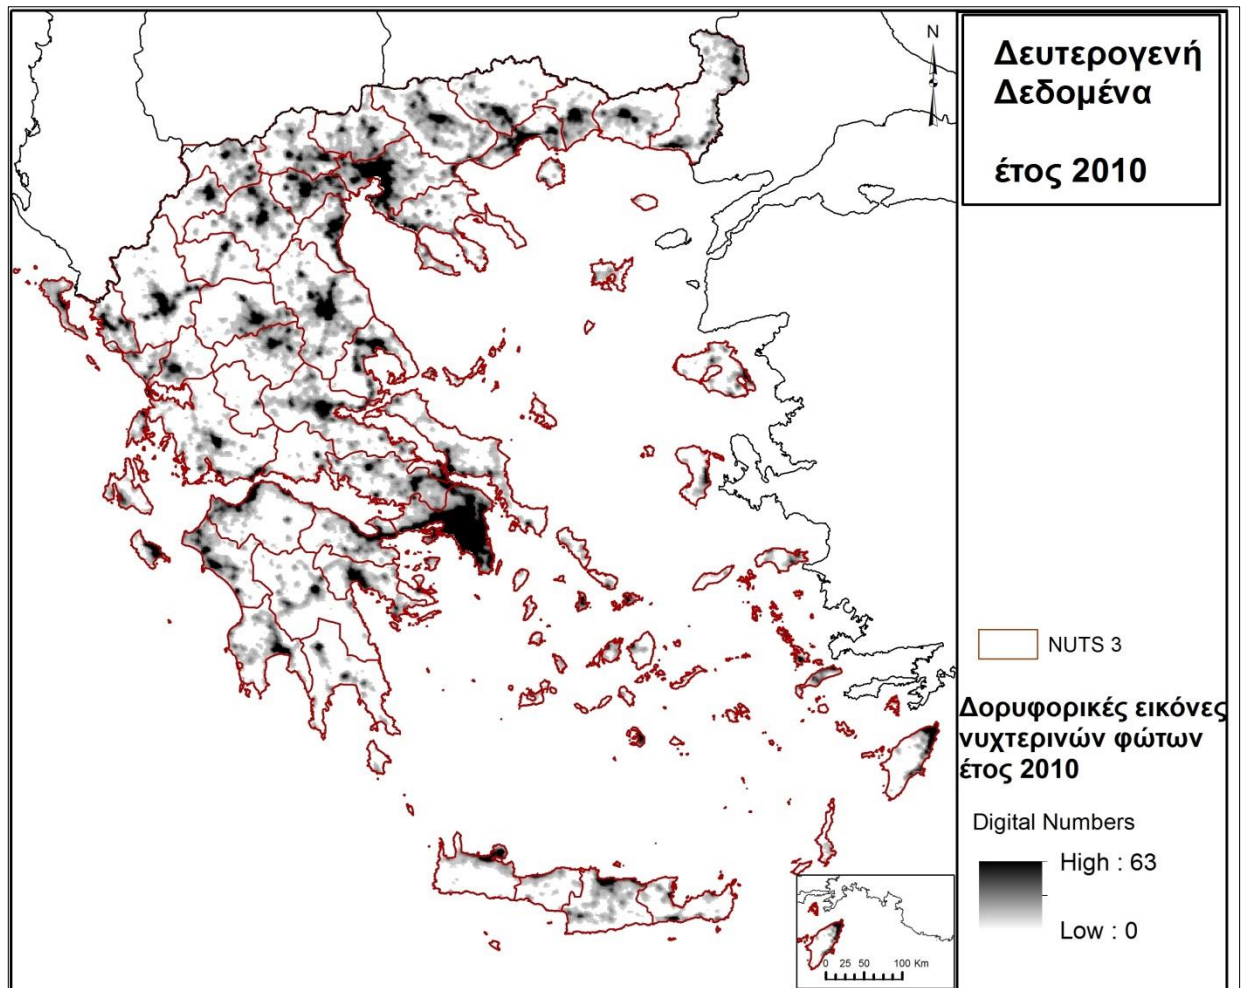 N
Δευτερογενή
Δεδομένα
έτος 2010
NUTS 3
Δορυφορικές εικόνες
νυχτερινών φώτων
έτος 2010
Digital Numbers
High : 63
Low : 0
0 25 50 100 Km